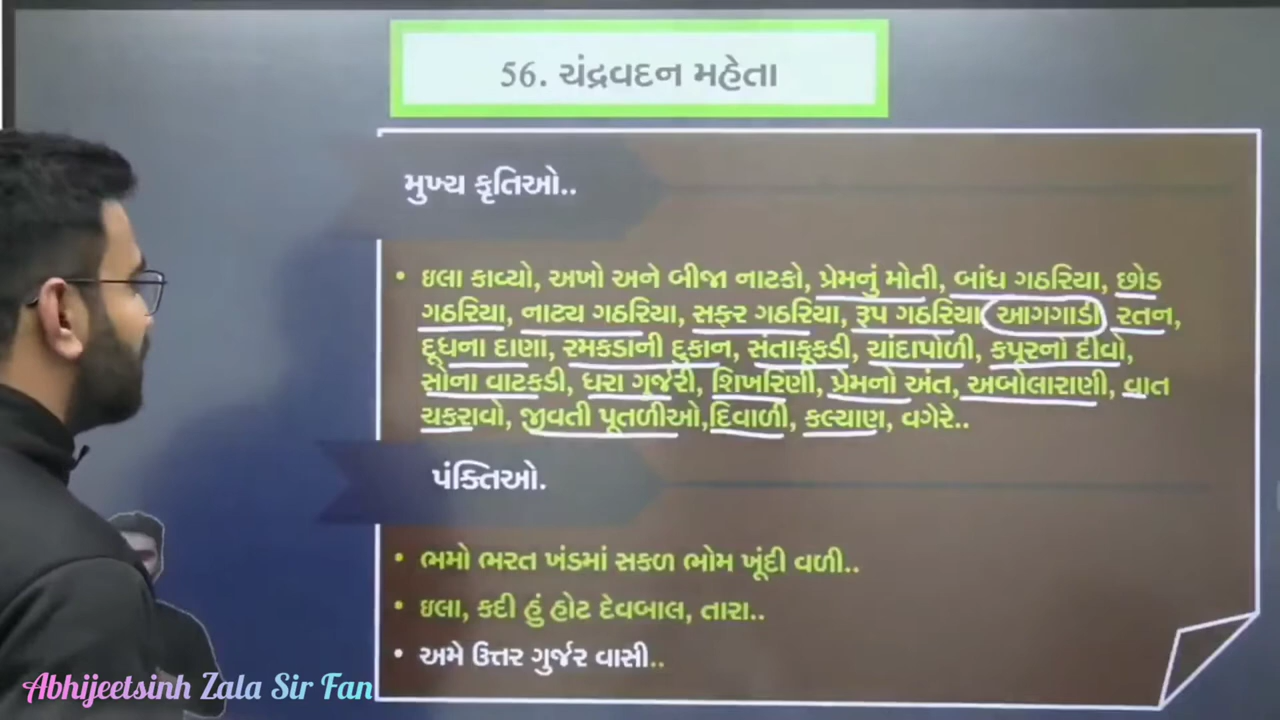 56. ચંદ્રવદન મહેતા
મુખ્ય કૃતિઓ..
• ઇલા કાવ્યો, અખો અને બીજા નાટકો, પ્રેમનું મોતી, બાંધ ગઠરિયા, છોડ
ગઠરિયા, નાટ્ય ગઠરિયા, સફર ગઠરિયા, રૂપ ગઠરિયા આગગાડી રતન,
દૂધના દાણા, રમકડાની દુકાન, સંતાકૂકડી, ચાંદાપોળી, કપૂરનો દીવો,
સોના વાટકડી, ધરા ગૂર્જરી, શિખરિણી, પ્રેમનો અંત, અબોલારાણી, વાત
ચકરાવો, જીવતી પૂતળીઓ,દિવાળી, કલ્યાણ, વગેરે..
પંક્તિઓ.
• ભમો ભરત ખંડમાં સકળ ભોમ ખૂંદી વળી..
• ઇલા, કદી હું હોટ દેવબાલ, તારા..
• અમે ઉત્તર ગુર્જર વાસી..
Abhijeetsinh Zala Sir Fan